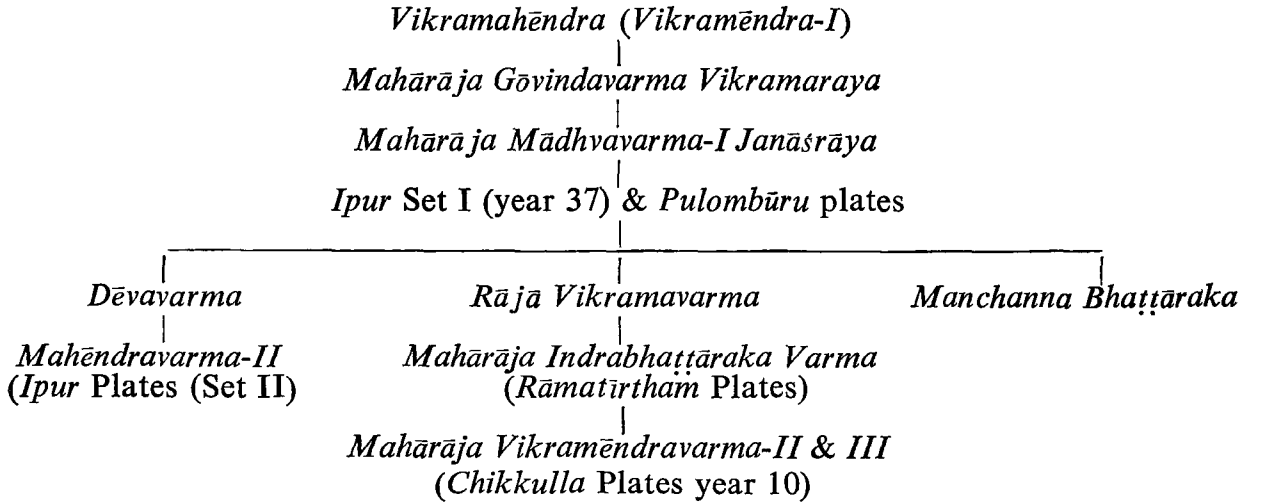 Vikramahēndra (Vikramēndra-I)
Mahārāja Gōvindavarma Vikramaraya
Mahārāja Mādhvavarma-I Janāśrāya
Ipur Set I (year 37) & Pulombūru plates
Dēvavarma Rājā Vikramavarma Manchanna Bhaṭṭāraka
Mahēndravarma-II Mahārāja Indrabhaṭṭāraka Varma
(Ipur Plates (Set II) (Rāmatīrthaṁ Plates)
Mahārāja Vikramēndravarma-II & III
(Chikkulla Plates year 10)